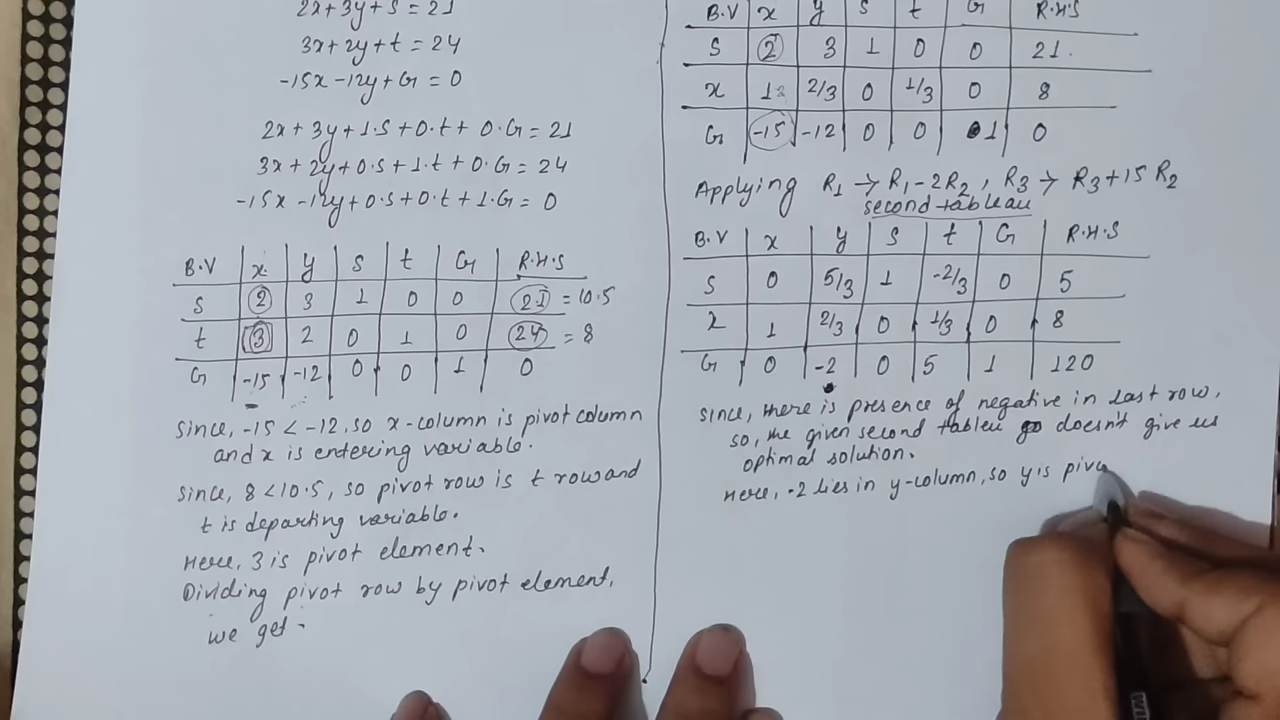 2x+3y+s = 21
3x+2y+t = 24
-15x-12y+G = 0
2x+3y+1·s+0·t+0·G = 21
3x+2y+0·s+1·t+0·G = 24
-15x-12y+0·s+0·t+1·G = 0
B.V x y s t G R.H.S
s 2 3 1 0 0 21 = 10.5
t 3 2 0 1 0 24 = 8
G -15 -12 0 0 1 0
Since, -15 < -12, so x-column is pivot column
and x is entering variable.
Since, 8 < 10.5, so pivot row is t row and
t is departing variable.
Here, 3 is pivot element.
Dividing pivot row by pivot element,
we get-
B.V x y s t G R.H.S
s 2 3 1 0 0 21.
x 1 2/3 0 1/3 0 8
G -15 -12 0 0 1 0
Applying R1 → R1-2R2, R3 → R3+15R2
second tableau
B.V x y s t G R.H.S
s 0 5/3 1 -2/3 0 5
x 1 2/3 0 1/3 0 8
G 0 -2 0 5 1 120
Since, there is presence of negative in last row,
so, the given second tableu doesn't give us
optimal solution.
Here, -2 lies in y-column, so y is pivo